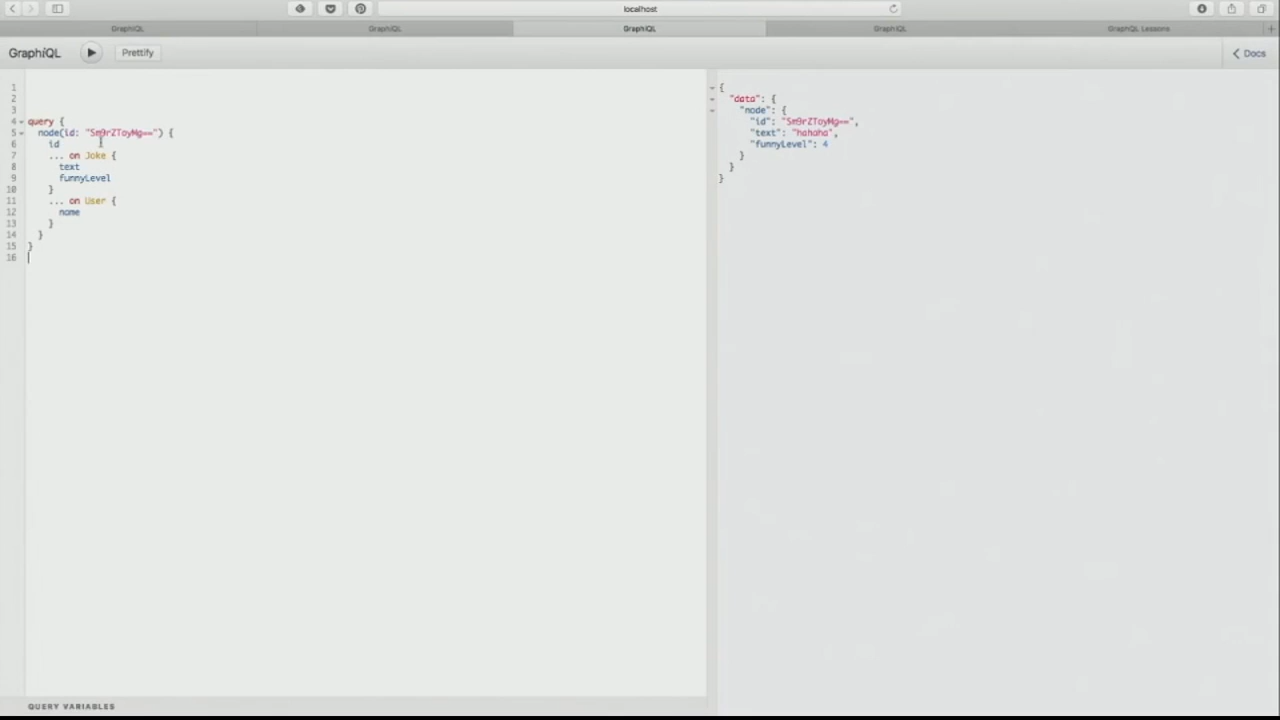 localhost
GraphiQL
GraphiQL
GraphiQL
GraphiQL
GraphQL Lessons
GraphiQL
Prettify
Docs
1
2
3
4 query {
5 node(id: "Sm9rZToyMg==") {
6 id
7 ... on Joke {
8 text
9 funnyLevel
10 }
11 ... on User {
12 name
13 }
14 }
15 }
16
{
"data": {
"node": {
"id": "Sm9rZToyMg==",
"text": "hahaha",
"funnyLevel": 4
}
}
}
QUERY VARIABLES